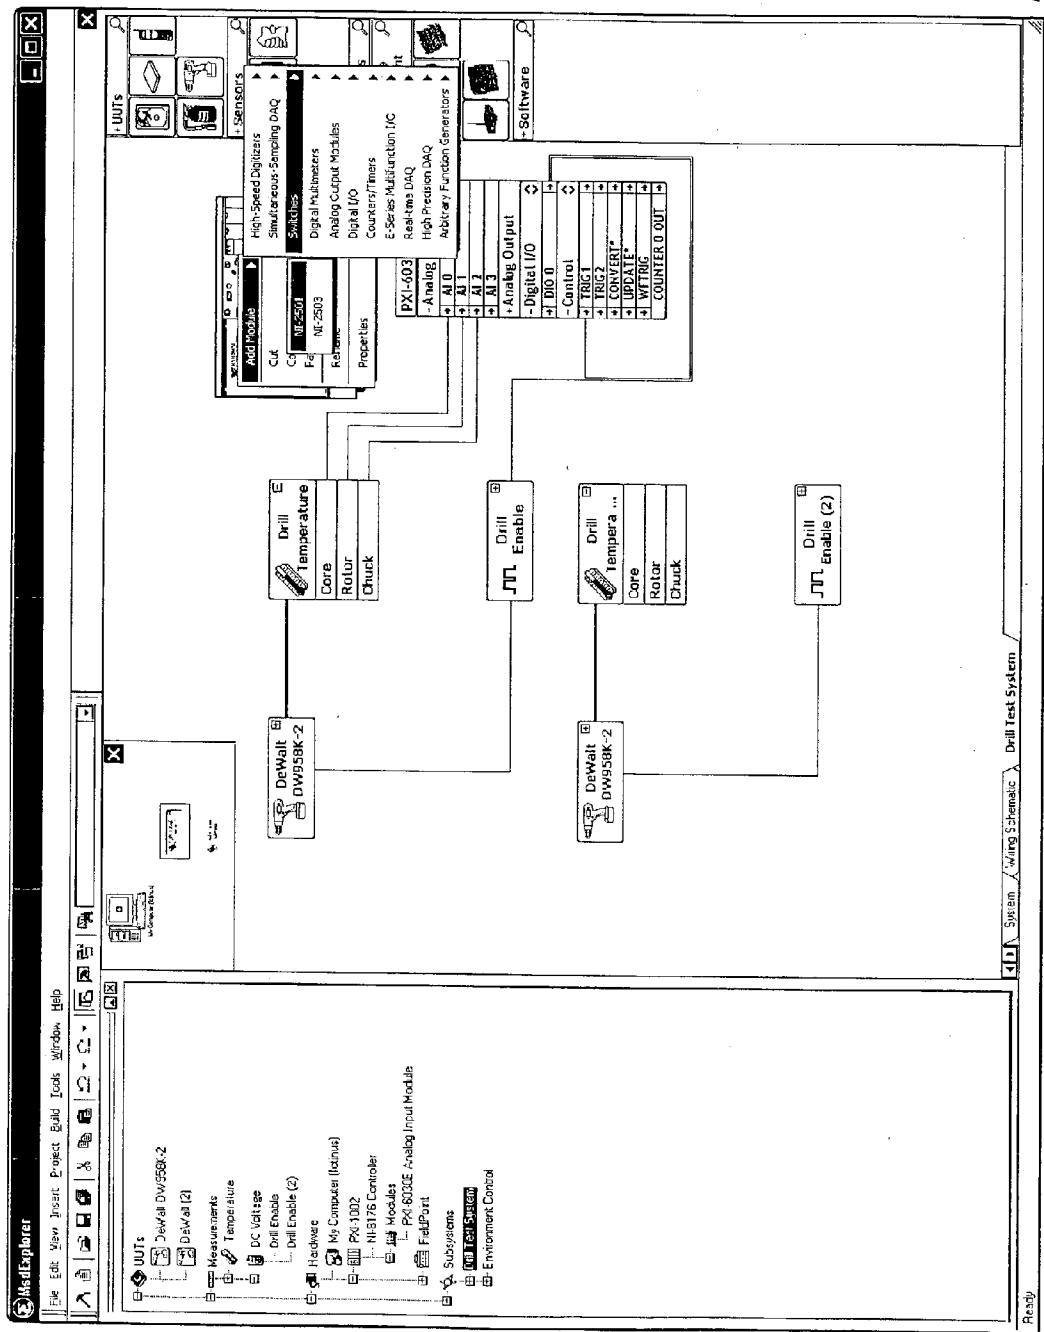 MsdExplorer
File Edit View Insert Project Build Tools Window Help
UUTs
DeWalt DW958K-2
DeWalt (2)
Measurements
Temperature
DC Voltage
Drill Enable
Drill Enable (2)
Hardware
My Computer (lotinus)
PXI-1002
NI-8176 Controller
Modules
PXI-6030E Analog Input Module
FieldPoint
Subsystems
Drill Test System
Environment Control
Ready
DeWalt
DW958K-2
Drill
Temperature
Core
Rotor
Chuck
Drill
Enable
DeWalt
DW958K-2
Drill
Tempera ...
Core
Rotor
Chuck
Drill
Enable (2)
Add Module
Cut
Co
Pa
Rename
Properties
NI-2501
NI-2503
High-Speed Digitizers
Simultaneous-Sampling DAQ
Switches
Digital Multimeters
Analog Output Modules
Digital I/O
Counters/Timers
E-Series Multifunction I/O
Real-time DAQ
High Precision DAQ
Arbitrary Function Generators
PXI-603
- Analog
AI 0
AI 1
AI 2
AI 3
+ Analog Output
- Digital I/O
DIO 0
- Control
TRIG 1
TRIG 2
CONVERT*
UPDATE*
WFTRIG
COUNTER 0 OUT
+ UUTs
+ Sensors
+ Software
System
Wiring Schematic
Drill Test System